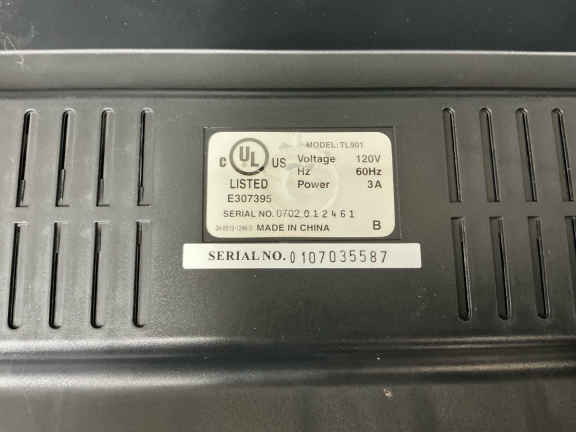 MODEL: TL901
C UL US Voltage 120V
Hz 60Hz
LISTED Power 3A
E307395
SERIAL NO. 0702 012461
MADE IN CHINA B
SERIAL NO. 0107035587